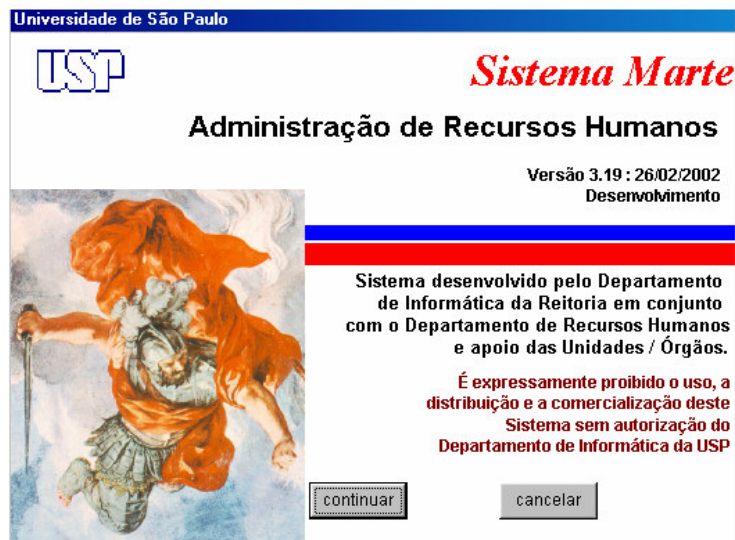 Universidade de São Paulo
USP
Sistema Marte
Administração de Recursos Humanos
Versão 3.19 : 26/02/2002
Desenvolvimento
Sistema desenvolvido pelo Departamento
de Informática da Reitoria em conjunto
com o Departamento de Recursos Humanos
e apoio das Unidades / Órgãos.
É expressamente proibido o uso, a
distribuição e a comercialização deste
Sistema sem autorização do
Departamento de Informática da USP
continuar
cancelar